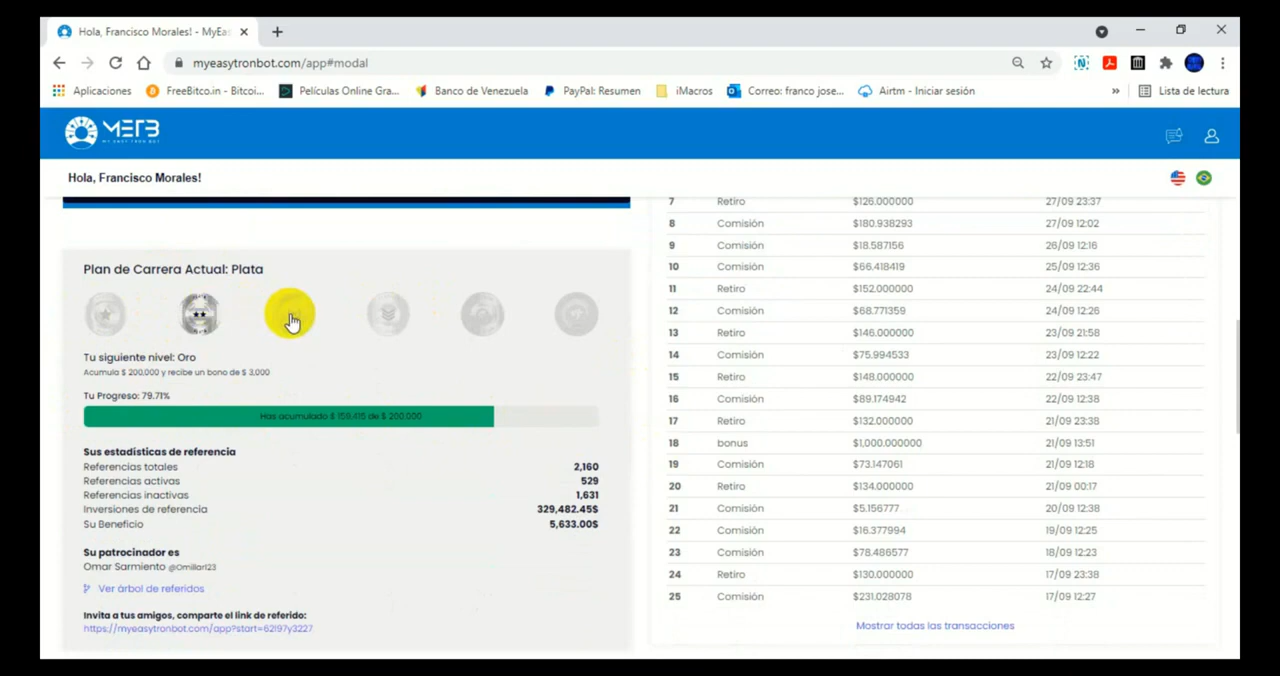 Hola, Francisco Morales! - MyEas
myeasytronbot.com/app#modal
Aplicaciones
FreeBitco.in - Bitcoi...
Películas Online Gra...
Banco de Venezuela
PayPal: Resumen
iMacros
Correo: franco jose...
Airtm - Iniciar sesión
»
Lista de lectura
METB
MY EASY TRON BOT
Hola, Francisco Morales!
Plan de Carrera Actual: Plata
Tu siguiente nivel: Oro
Acumula $ 200,000 y recibe un bono de $ 3,000
Tu Progreso: 79.71%
Has acumulado $ 159,415 de $ 200,000
Sus estadísticas de referencia
Referencias totales 2,160
Referencias activas 529
Referencias inactivas 1,631
Inversiones de referencia 329,482.45$
Su Beneficio 5,633.00$
Su patrocinador es
Omar Sarmiento @Omillar123
Ver árbol de referidos
Invita a tus amigos, comparte el link de referido:
https://myeasytronbot.com/app?start=62197y3227
7 Retiro $126.000000 27/09 23:37
8 Comisión $180.938293 27/09 12:02
9 Comisión $18.587156 26/09 12:16
10 Comisión $66.418419 25/09 12:36
11 Retiro $152.000000 24/09 22:44
12 Comisión $68.771359 24/09 12:26
13 Retiro $146.000000 23/09 21:58
14 Comisión $75.994533 23/09 12:22
15 Retiro $148.000000 22/09 23:47
16 Comisión $89.174942 22/09 12:38
17 Retiro $132.000000 21/09 23:38
18 bonus $1,000.000000 21/09 13:51
19 Comisión $73.147061 21/09 12:18
20 Retiro $134.000000 21/09 00:17
21 Comisión $5.156777 20/09 12:38
22 Comisión $16.377994 19/09 12:25
23 Comisión $78.486577 18/09 12:23
24 Retiro $130.000000 17/09 23:38
25 Comisión $231.028078 17/09 12:27
Mostrar todas las transacciones